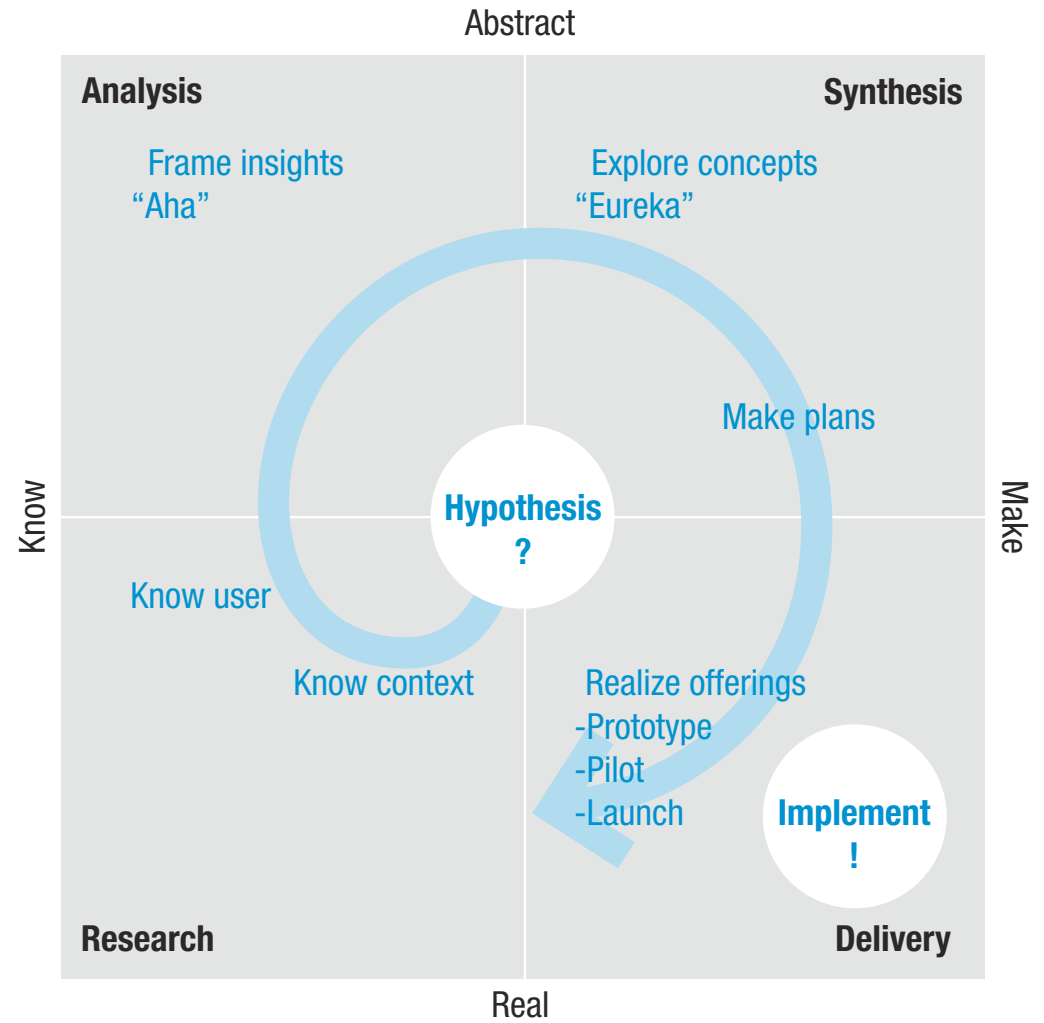 Abstract
Analysis
Synthesis
Frame insights
“Aha”
Explore concepts
“Eureka”
Make plans
Know
Hypothesis
?
Make
Know user
Know context
Realize offerings
-Prototype
-Pilot
-Launch
Implement
!
Research
Delivery
Real